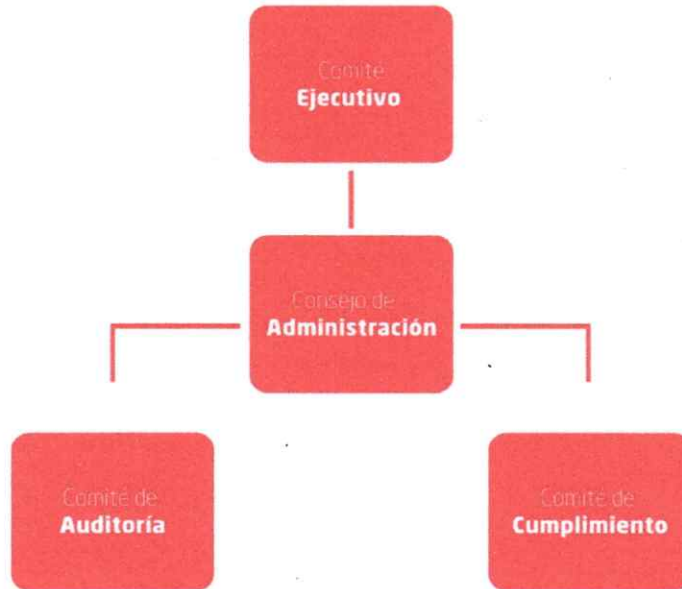 Comité
Ejecutivo
Consejo de
Administración
Comité de
Auditoría
Comité de
Cumplimiento